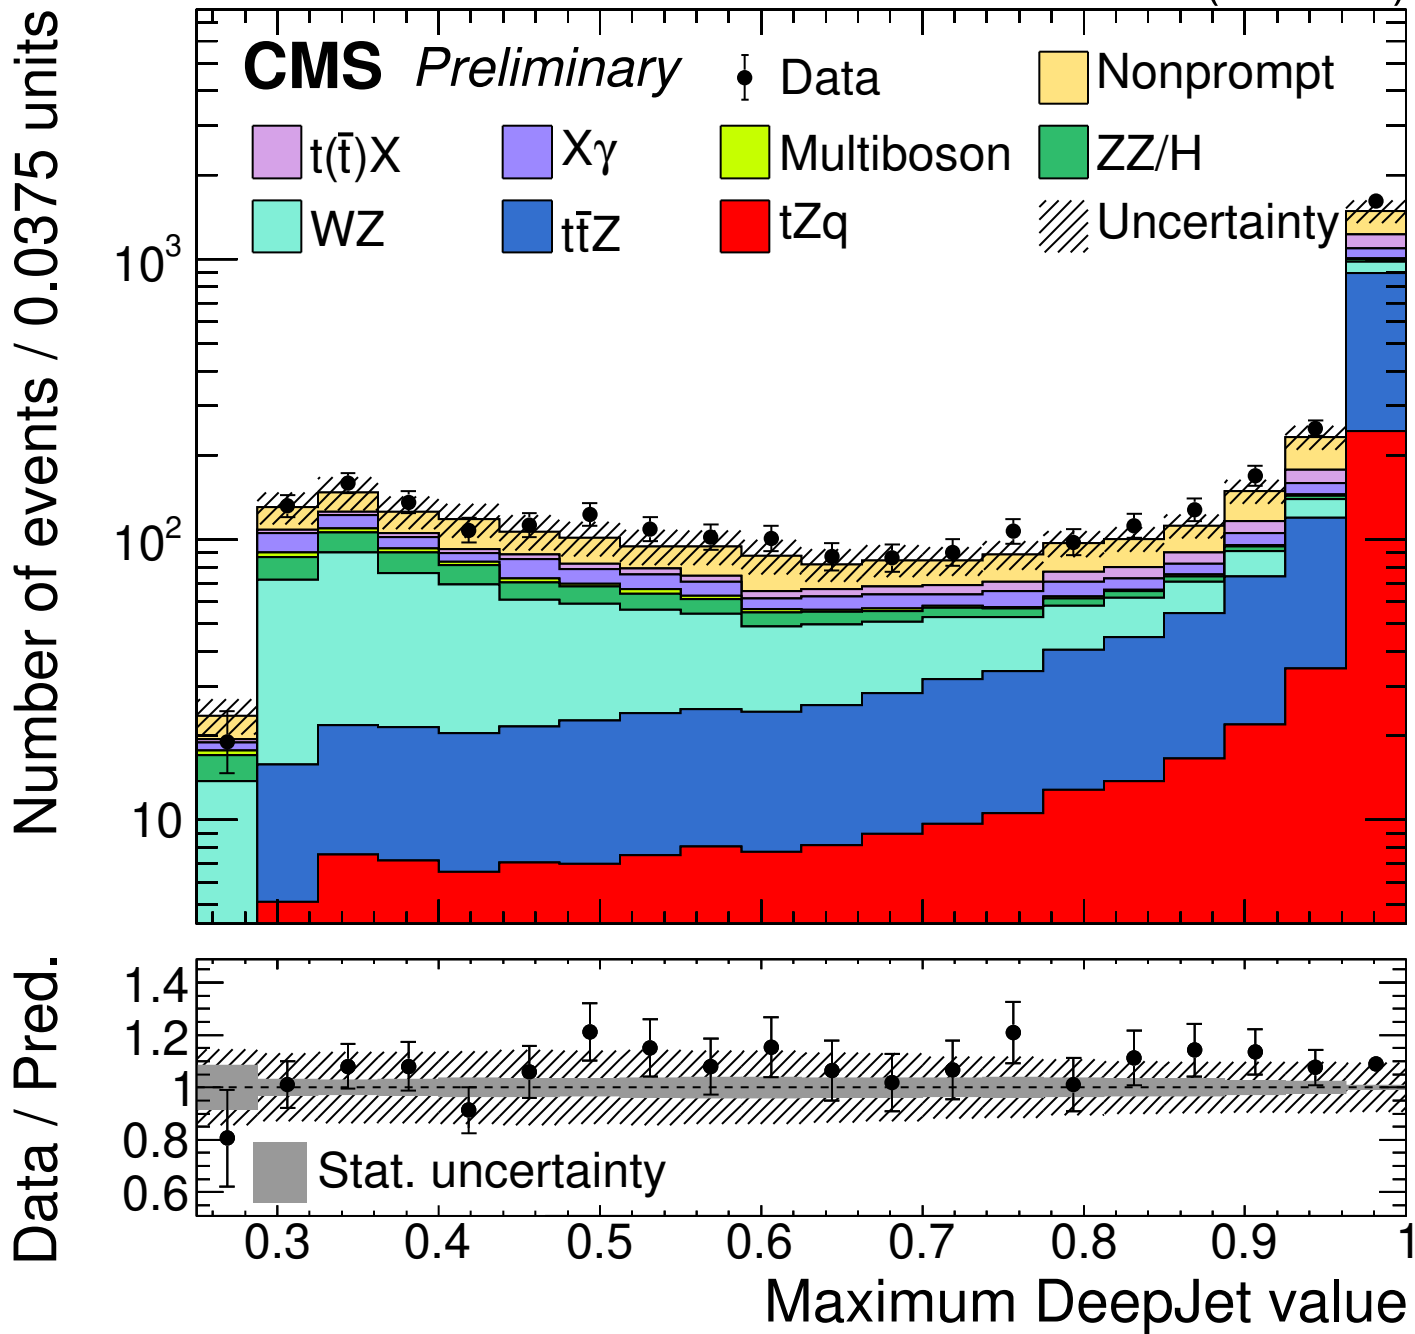 CMS Preliminary
Data
Nonprompt
t(t̄)X
Xγ
Multiboson
ZZ/H
WZ
tt̄Z
tZq
Uncertainty
Number of events / 0.0375 units
10³
10²
10
Data / Pred.
1.4
1.2
1
0.8
0.6
Stat. uncertainty
0.3 0.4 0.5 0.6 0.7 0.8 0.9 1
Maximum DeepJet value